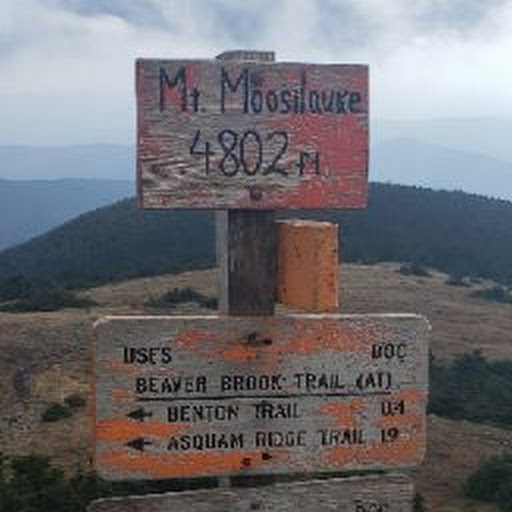 Mt. Moosilauke
4802 ft.
USFS DOC
BEAVER BROOK TRAIL (AT)
BENTON TRAIL 0.4
ASQUAM RIDGE TRAIL 1.9
DOC